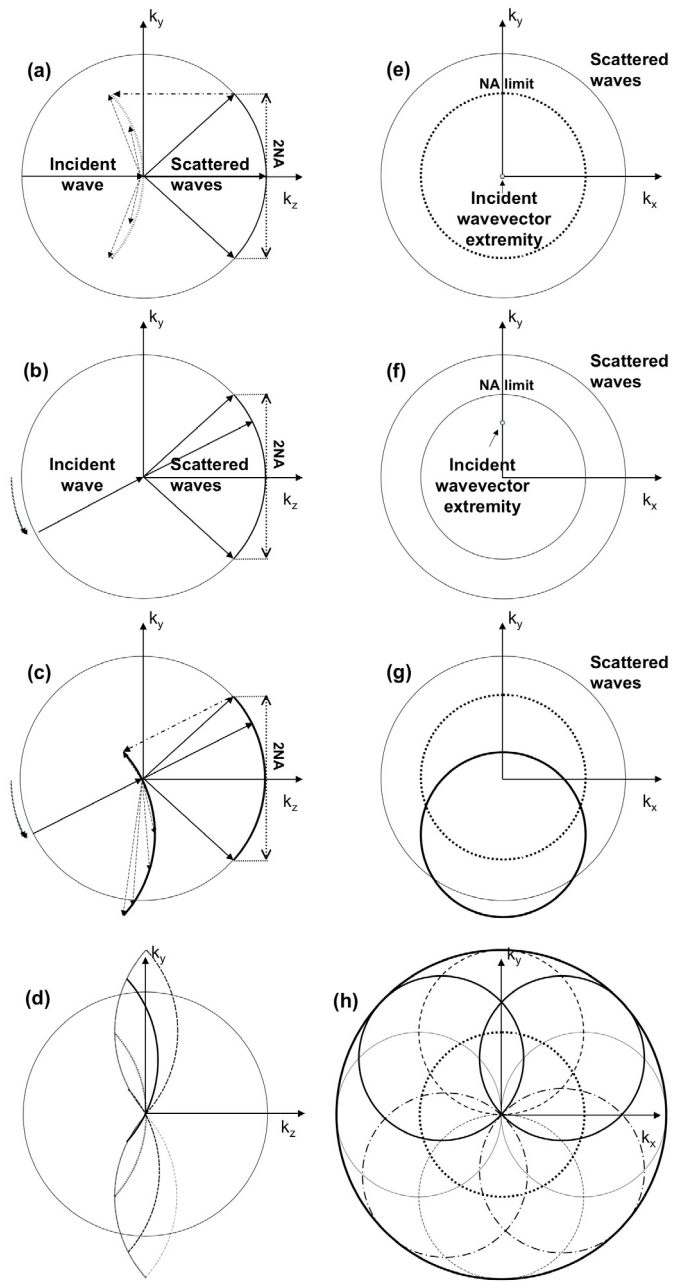 k_y
(a)
Incident
wave
Scattered
waves
2NA
k_z
k_y
(e)
Scattered
waves
NA limit
Incident
wavevector
extremity
k_x
k_y
(b)
Incident
wave
Scattered
waves
2NA
k_z
k_y
(f)
Scattered
waves
NA limit
Incident
wavevector
extremity
k_x
k_y
(c)
2NA
k_z
k_y
(g)
Scattered
waves
k_x
k_y
(d)
k_z
k_y
(h)
k_x